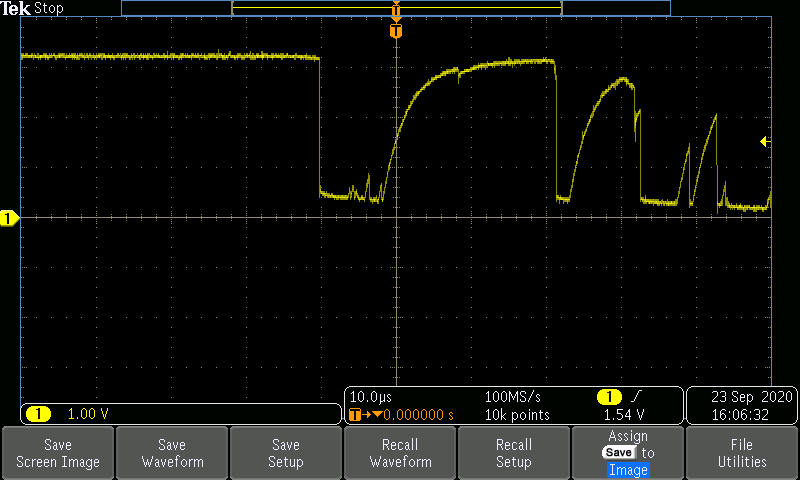 Tek Stop
T
T
1
10.0µs 100MS/s 1 1.54 V
T→▼0.000000 s 10k points
1 1.00 V
23 Sep 2020
16:06:32
Save
Screen Image
Save
Waveform
Save
Setup
Recall
Waveform
Recall
Setup
Assign
Save to
Image
File
Utilities